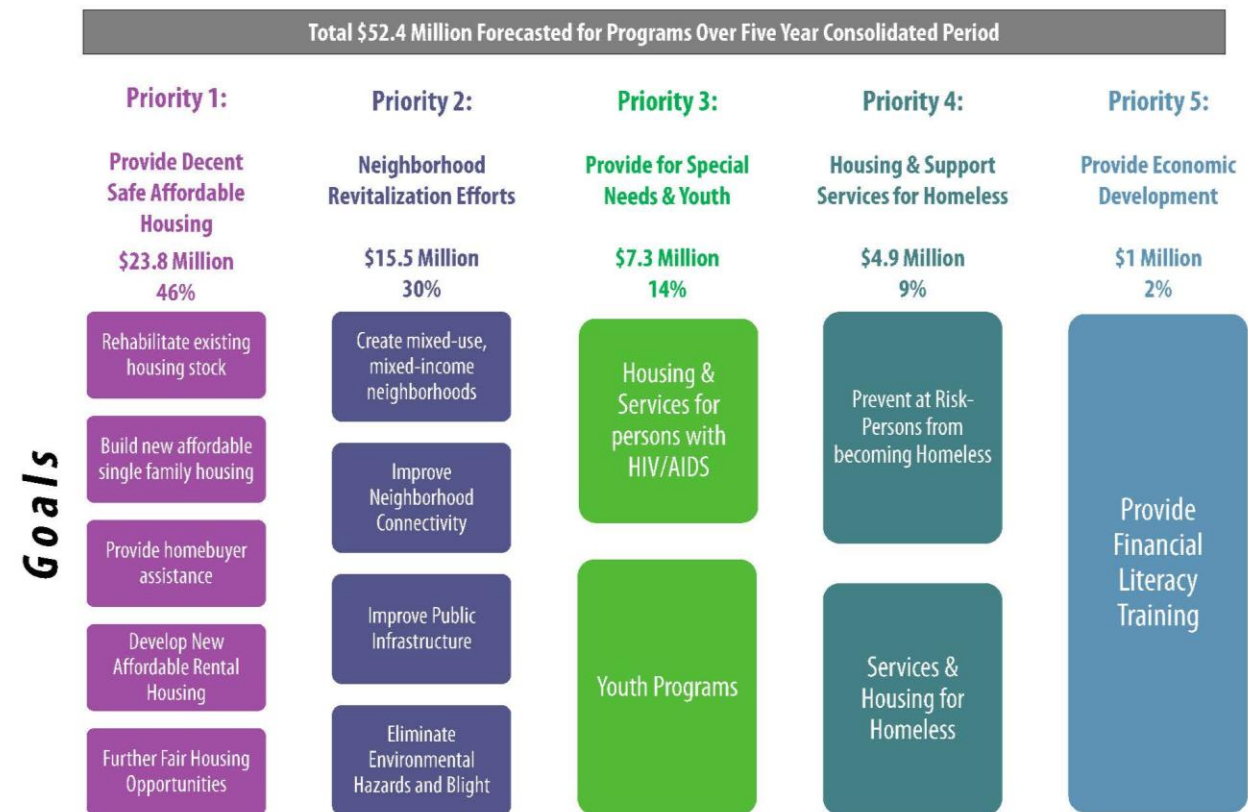 Total $52.4 Million Forecasted for Programs Over Five Year Consolidated Period
Priority 1:
Provide Decent
Safe Affordable
Housing
$23.8 Million
46%
Rehabilitate existing
housing stock
Build new affordable
single family housing
Provide homebuyer
assistance
Develop New
Affordable Rental
Housing
Further Fair Housing
Opportunities
Priority 2:
Neighborhood
Revitalization Efforts
$15.5 Million
30%
Create mixed-use,
mixed-income
neighborhoods
Improve
Neighborhood
Connectivity
Improve Public
Infrastructure
Eliminate
Environmental
Hazards and Blight
Priority 3:
Provide for Special
Needs & Youth
$7.3 Million
14%
Housing &
Services for
persons with
HIV/AIDS
Youth Programs
Priority 4:
Housing & Support
Services for Homeless
$4.9 Million
9%
Prevent at Risk-
Persons from
becoming Homeless
Services &
Housing for
Homeless
Priority 5:
Provide Economic
Development
$1 Million
2%
Provide
Financial
Literacy
Training
Goals